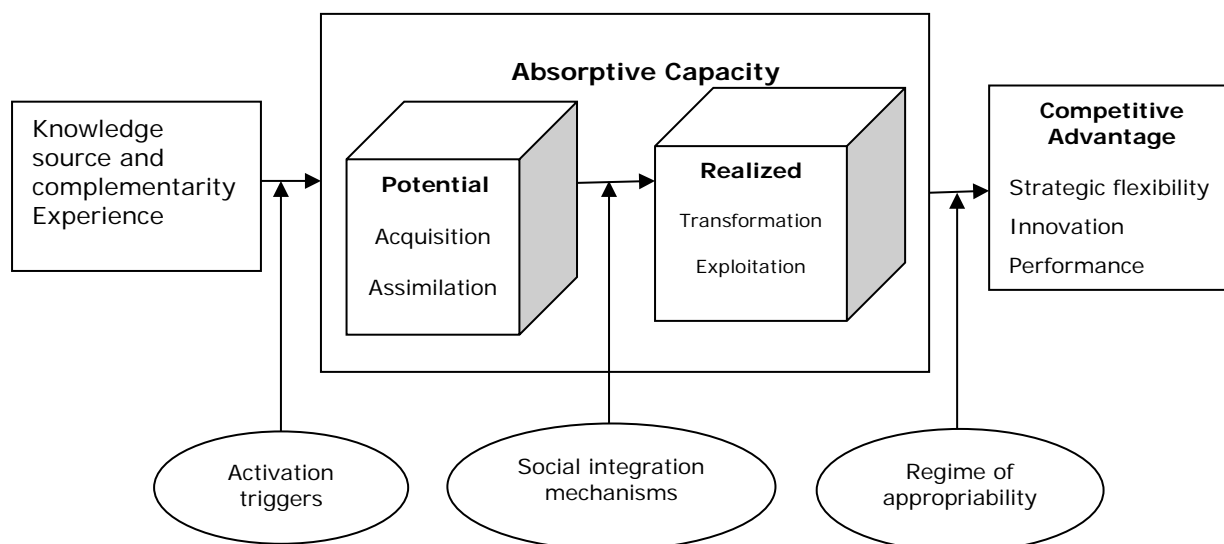 Absorptive Capacity
Knowledge
source and
complementarity
Experience
Potential
Acquisition
Assimilation
Realized
Transformation
Exploitation
Competitive
Advantage
Strategic flexibility
Innovation
Performance
Activation
triggers
Social integration
mechanisms
Regime of
appropriability